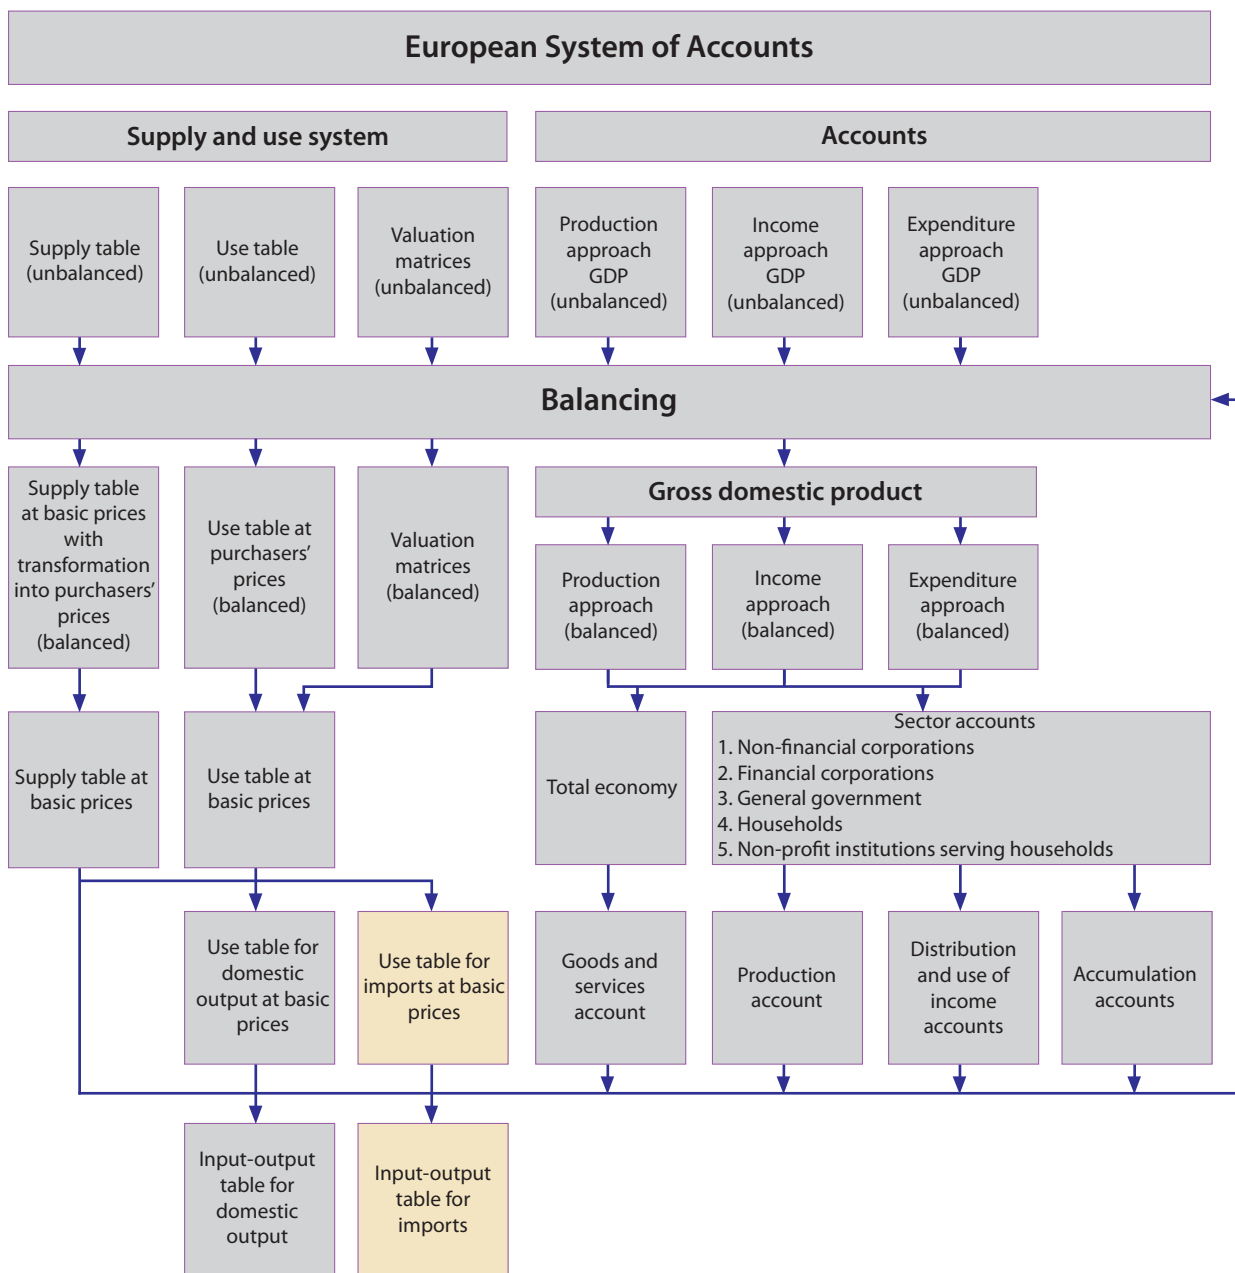 European System of Accounts
Supply and use system
Accounts
Supply table
(unbalanced)
Use table
(unbalanced)
Valuation
matrices
(unbalanced)
Production
approach
GDP
(unbalanced)
Income
approach
GDP
(unbalanced)
Expenditure
approach
GDP
(unbalanced)
Balancing
Supply table
at basic prices
with
transformation
into purchasers’
prices
(balanced)
Use table at
purchasers’
prices
(balanced)
Valuation
matrices
(balanced)
Gross domestic product
Production
approach
(balanced)
Income
approach
(balanced)
Expenditure
approach
(balanced)
Supply table at
basic prices
Use table at
basic prices
Total economy
Sector accounts
1. Non-financial corporations
2. Financial corporations
3. General government
4. Households
5. Non-profit institutions serving households
Use table for
domestic
output at basic
prices
Use table for
imports at basic
prices
Goods and
services
account
Production
account
Distribution
and use of
income
accounts
Accumulation
accounts
Input-output
table for
domestic
output
Input-output
table for
imports